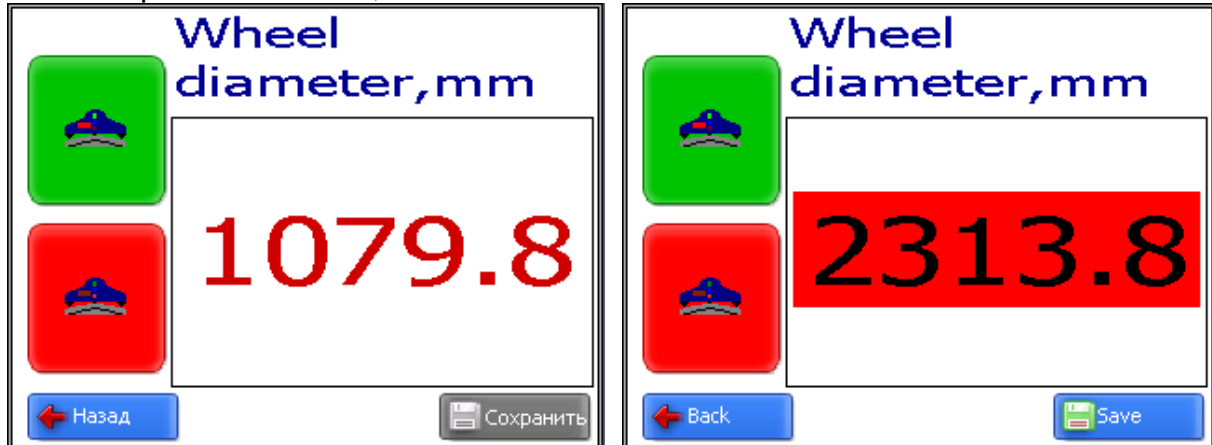 Wheel
diameter,mm
1079.8
Назад
Сохранить
Wheel
diameter,mm
2313.8
Back
Save